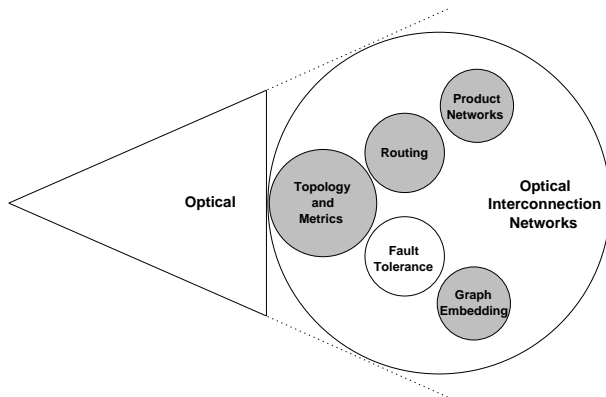 Optical
Topology
and
Metrics
Routing
Product
Networks
Fault
Tolerance
Graph
Embedding
Optical
Interconnection
Networks